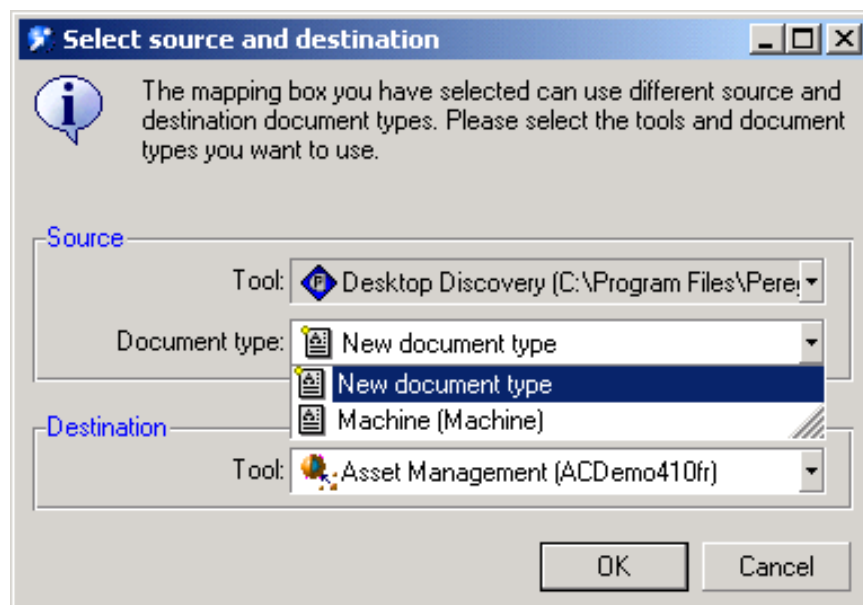 Select source and destination
The mapping box you have selected can use different source and
destination document types. Please select the tools and document
types you want to use.
Source
Tool: Desktop Discovery (C:\Program Files\Pere
Document type: New document type
New document type
Machine (Machine)
Destination
Tool: Asset Management (ACDemo410fr)
OK Cancel